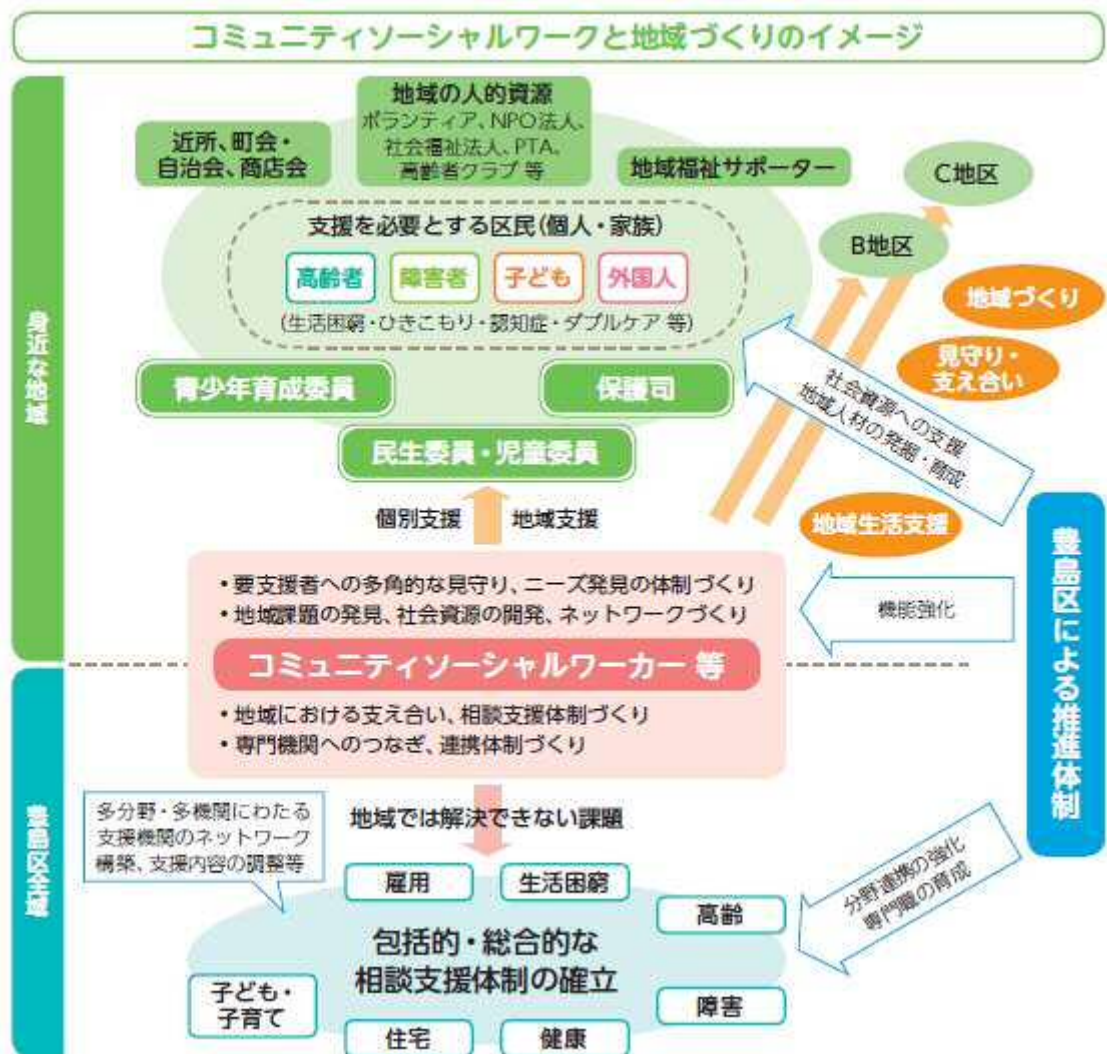 コミュニティソーシャルワークと地域づくりのイメージ
身近な地域
近所、町会・
自治会、商店会
地域の人的資源
ボランティア、NPO法人、
社会福祉法人、PTA、
高齢者クラブ 等
地域福祉サポーター
C地区
B地区
支援を必要とする区民(個人・家族)
高齢者
障害者
子ども
外国人
(生活困窮・ひきこもり・認知症・ダブルケア 等)
地域づくり
見守り・
支え合い
青少年育成委員
保護司
民生委員・児童委員
社会資源への支援
地域人材の発掘・育成
個別支援
地域支援
地域生活支援
豊島区による推進体制
・要支援者への多角的な見守り、ニーズ発見の体制づくり
・地域課題の発見、社会資源の開発、ネットワークづくり
機能強化
コミュニティソーシャルワーカー 等
・地域における支え合い、相談支援体制づくり
・専門機関へのつなぎ、連携体制づくり
豊島区全域
多分野・多機関にわたる
支援機関のネットワーク
構築、支援内容の調整等
地域では解決できない課題
分野連携の強化
専門職の育成
雇用
生活困窮
高齢
包括的・総合的な
相談支援体制の確立
子ども・
子育て
障害
住宅
健康